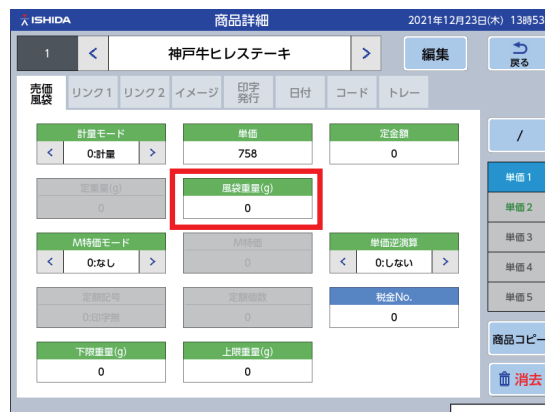 ISHIDA
商品詳細
2021年12月23日(木) 13時53
1
<
神戸牛ヒレステーキ
>
編集
戻る
売価
風袋
リンク1
リンク2
イメージ
印字
発行
日付
コード
トレー
計量モード
単価
定金額
< 0:計量 >
758
0
定重量(g)
風袋重量(g)
0
0
M特価モード
M特価
単価逆演算
< 0:なし >
0
< 0:しない >
定額記号
定額個数
税金No.
0:印字無
0
0
下限重量(g)
上限重量(g)
0
0
/
単価1
単価2
単価3
単価4
単価5
商品コピー
消去